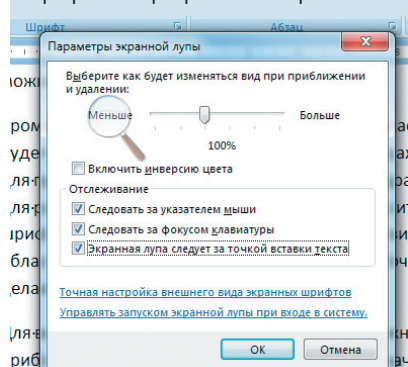 Шрифт
Абзац
Параметры экранной лупы
Выберите как будет изменяться вид при приближении
и удалении:
Меньше
Больше
100%
Включить инверсию цвета
Отслеживание
Следовать за указателем мыши
Следовать за фокусом клавиатуры
Экранная лупа следует за точкой вставки текста
Точная настройка внешнего вида экранных шрифтов
Управлять запуском экранной лупы при входе в систему.
ОК
Отмена